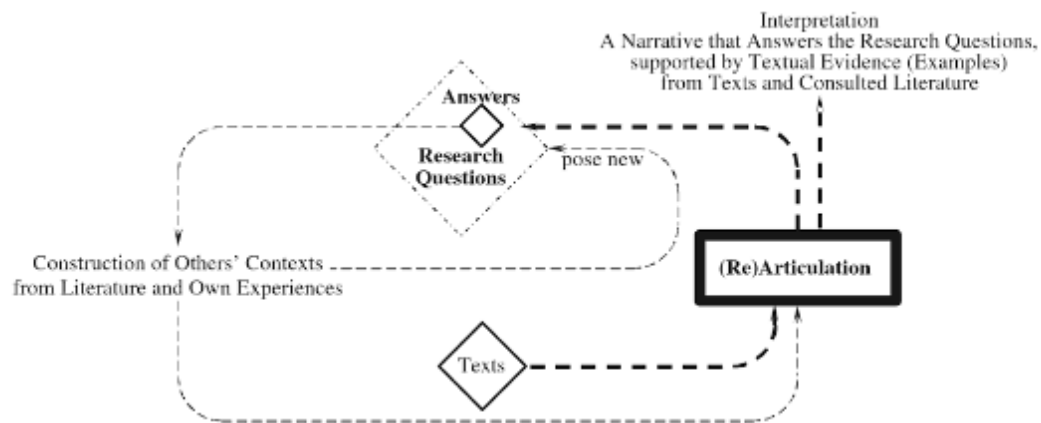 Interpretation
A Narrative that Answers the Research Questions,
supported by Textual Evidence (Examples)
from Texts and Consulted Literature
Answers
Research
Questions
pose new
Construction of Others' Contexts
from Literature and Own Experiences
(Re)Articulation
Texts